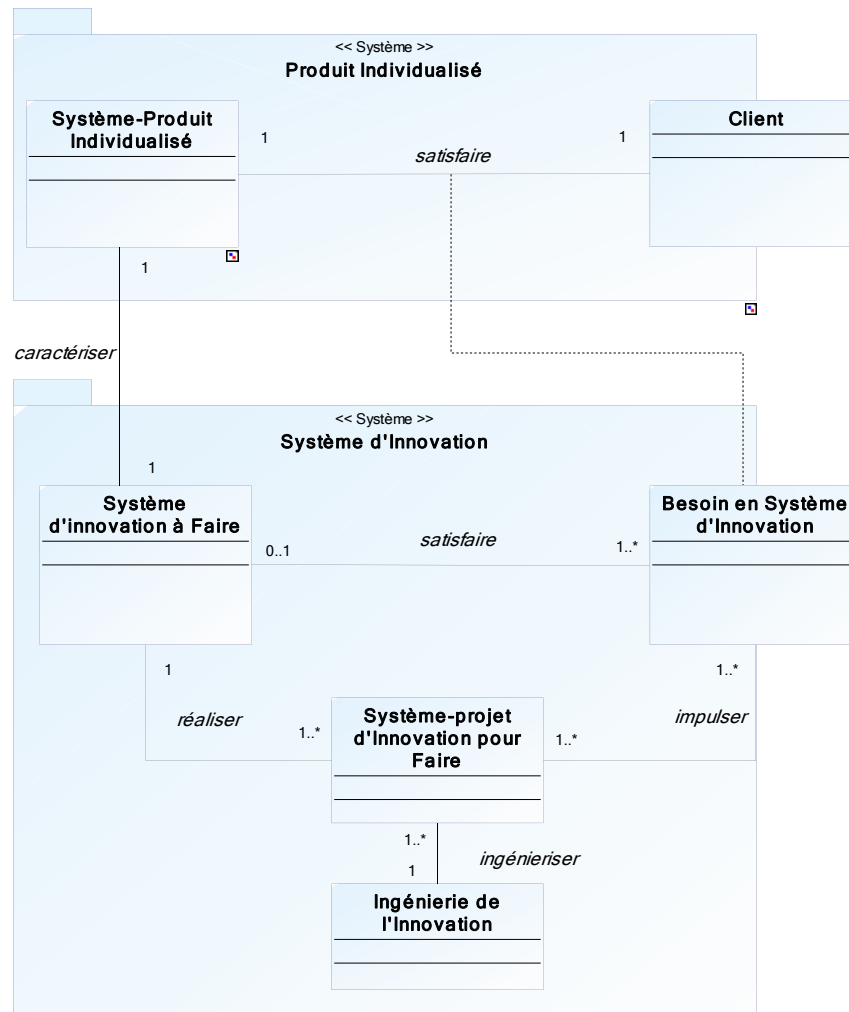 << Système >>
Produit Individualisé
Système-Produit
Individualisé
Client
1
1
satisfaire
1
caractériser
<< Système >>
Système d'Innovation
1
Système
d'innovation à Faire
Besoin en Système
d'Innovation
0..1
satisfaire
1..*
1
1..*
réaliser
impulser
Système-projet
d'Innovation pour
Faire
1..*
1..*
1..*
ingénieriser
1
Ingénierie de
l'Innovation